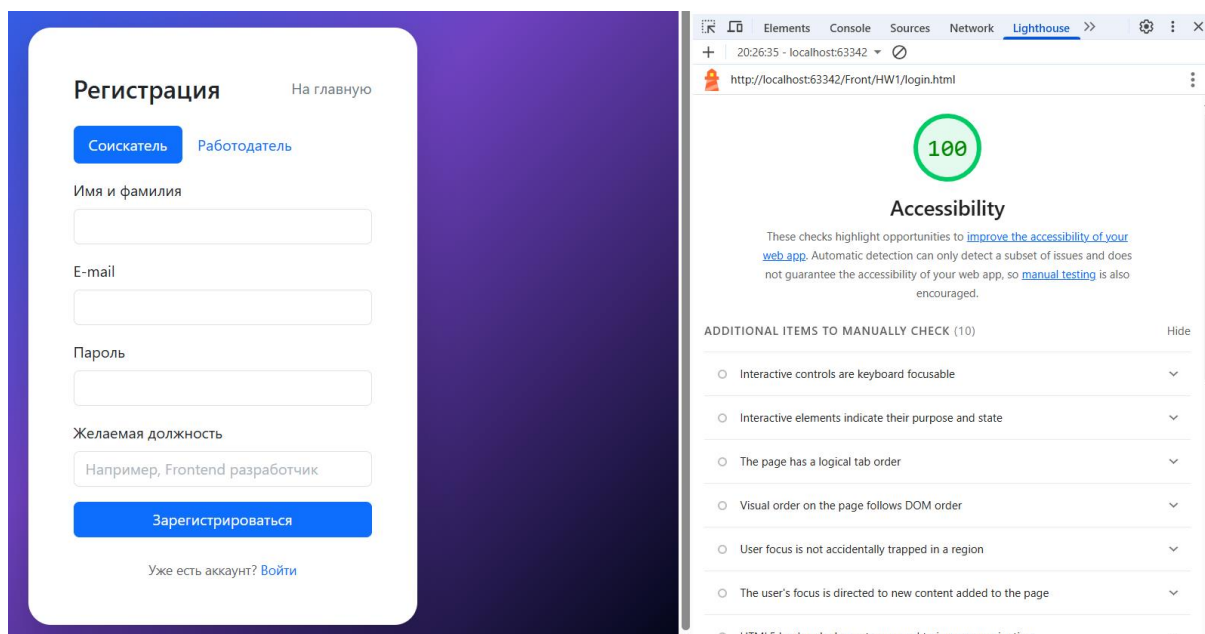 Регистрация
На главную
Соискатель
Работодатель
Имя и фамилия
E-mail
Пароль
Желаемая должность
Например, Frontend разработчик
Зарегистрироваться
Уже есть аккаунт? Войти
Elements Console Sources Network Lighthouse
20:26:35 - localhost:63342
http://localhost:63342/Front/HW1/login.html
100
Accessibility
These checks highlight opportunities to improve the accessibility of your
web app. Automatic detection can only detect a subset of issues and does
not guarantee the accessibility of your web app, so manual testing is also
encouraged.
ADDITIONAL ITEMS TO MANUALLY CHECK (10) Hide
Interactive controls are keyboard focusable
Interactive elements indicate their purpose and state
The page has a logical tab order
Visual order on the page follows DOM order
User focus is not accidentally trapped in a region
The user's focus is directed to new content added to the page